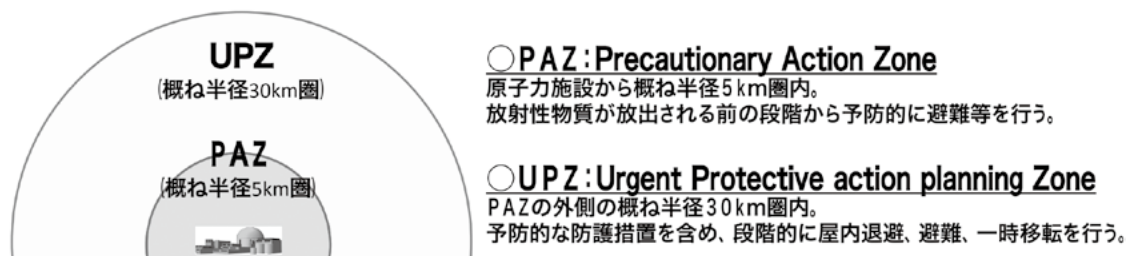 UPZ
(概ね半径30km圏)
PAZ
(概ね半径5km圏)
○PAZ:Precautionary Action Zone
原子力施設から概ね半径5km圏内。
放射性物質が放出される前の段階から予防的に避難等を行う。
○UPZ:Urgent Protective action planning Zone
PAZの外側の概ね半径30km圏内。
予防的な防護措置を含め、段階的に屋内退避、避難、一時移転を行う。